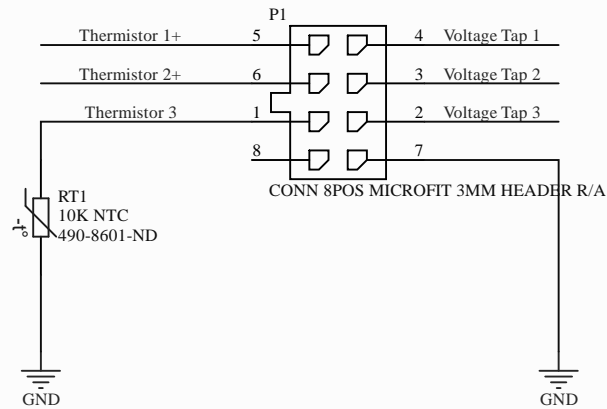 P1
Thermistor 1+ 5 4 Voltage Tap 1
Thermistor 2+ 6 3 Voltage Tap 2
Thermistor 3 1 2 Voltage Tap 3
8 7
CONN 8POS MICROFIT 3MM HEADER R/A
RT1
10K NTC
490-8601-ND
-t°
GND GND